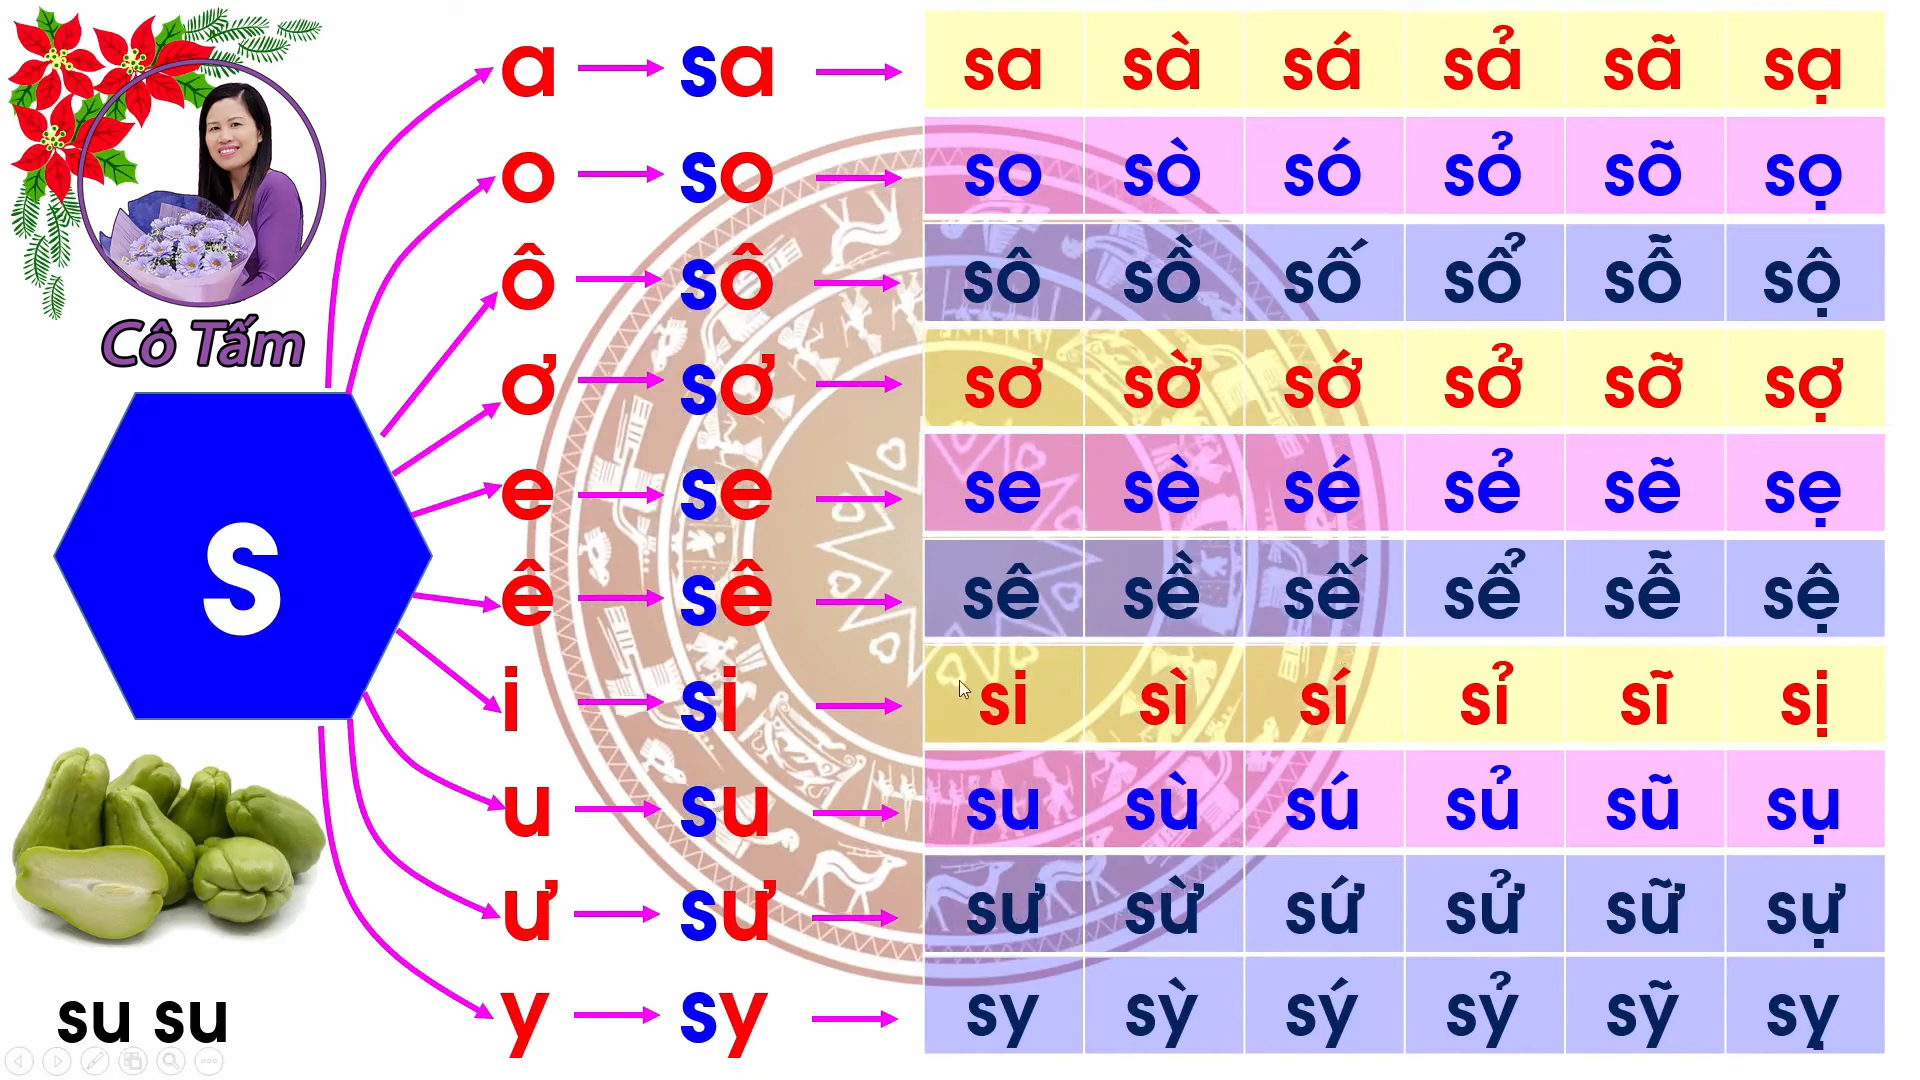 Cô Tấm
s
su su
a sa sa sà sá sả sã sạ
o so so sò só sỏ sõ sọ
ô sô sô sồ số sổ sỗ sộ
ơ sơ sơ sờ sớ sở sỡ sợ
e se se sè sé sẻ sẽ sẹ
ê sê sê sề sế sể sễ sệ
i si si sì sí sỉ sĩ sị
u su su sù sú sủ sũ sụ
ư sư sư sừ sứ sử sữ sự
y sy sy sỳ sý sỷ sỹ sỵ